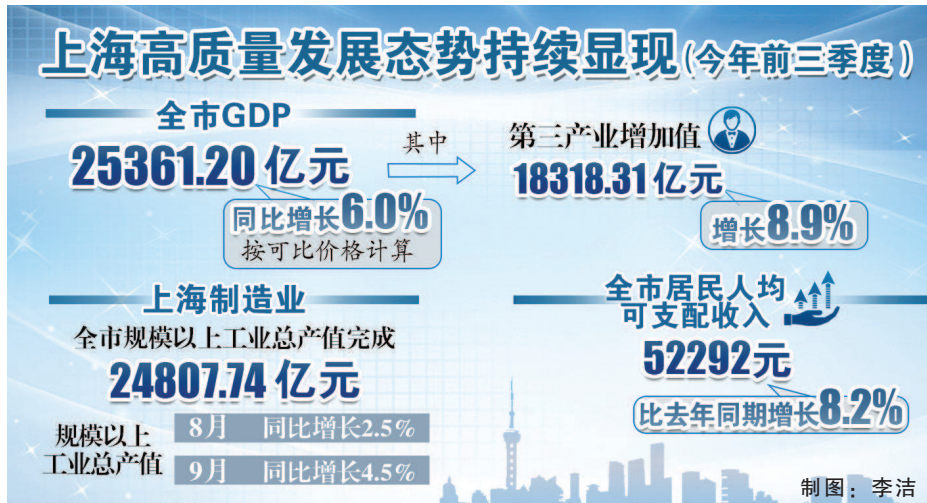 上海高质量发展态势持续显现(今年前三季度)
全市GDP
25361.20亿元
同比增长6.0%
按可比价格计算
其中
第三产业增加值
18318.31亿元
增长8.9%
上海制造业
全市规模以上工业总产值完成
24807.74亿元
规模以上
工业总产值
8月 同比增长2.5%
9月 同比增长4.5%
全市居民人均
可支配收入
52292元
比去年同期增长8.2%
制图：李洁